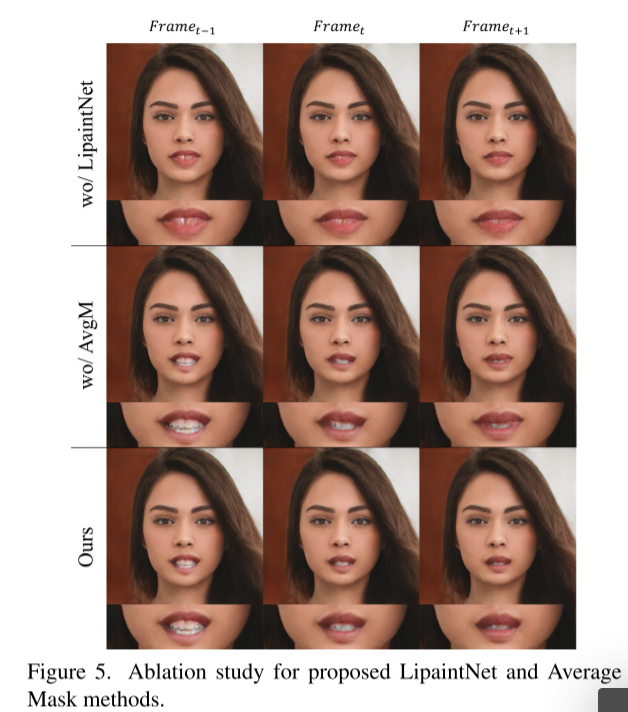 Frame_{t−1} Frame_t Frame_{t+1}
wo/ LipaintNet
wo/ AvgM
Ours
Figure 5. Ablation study for proposed LipaintNet and Average
Mask methods.